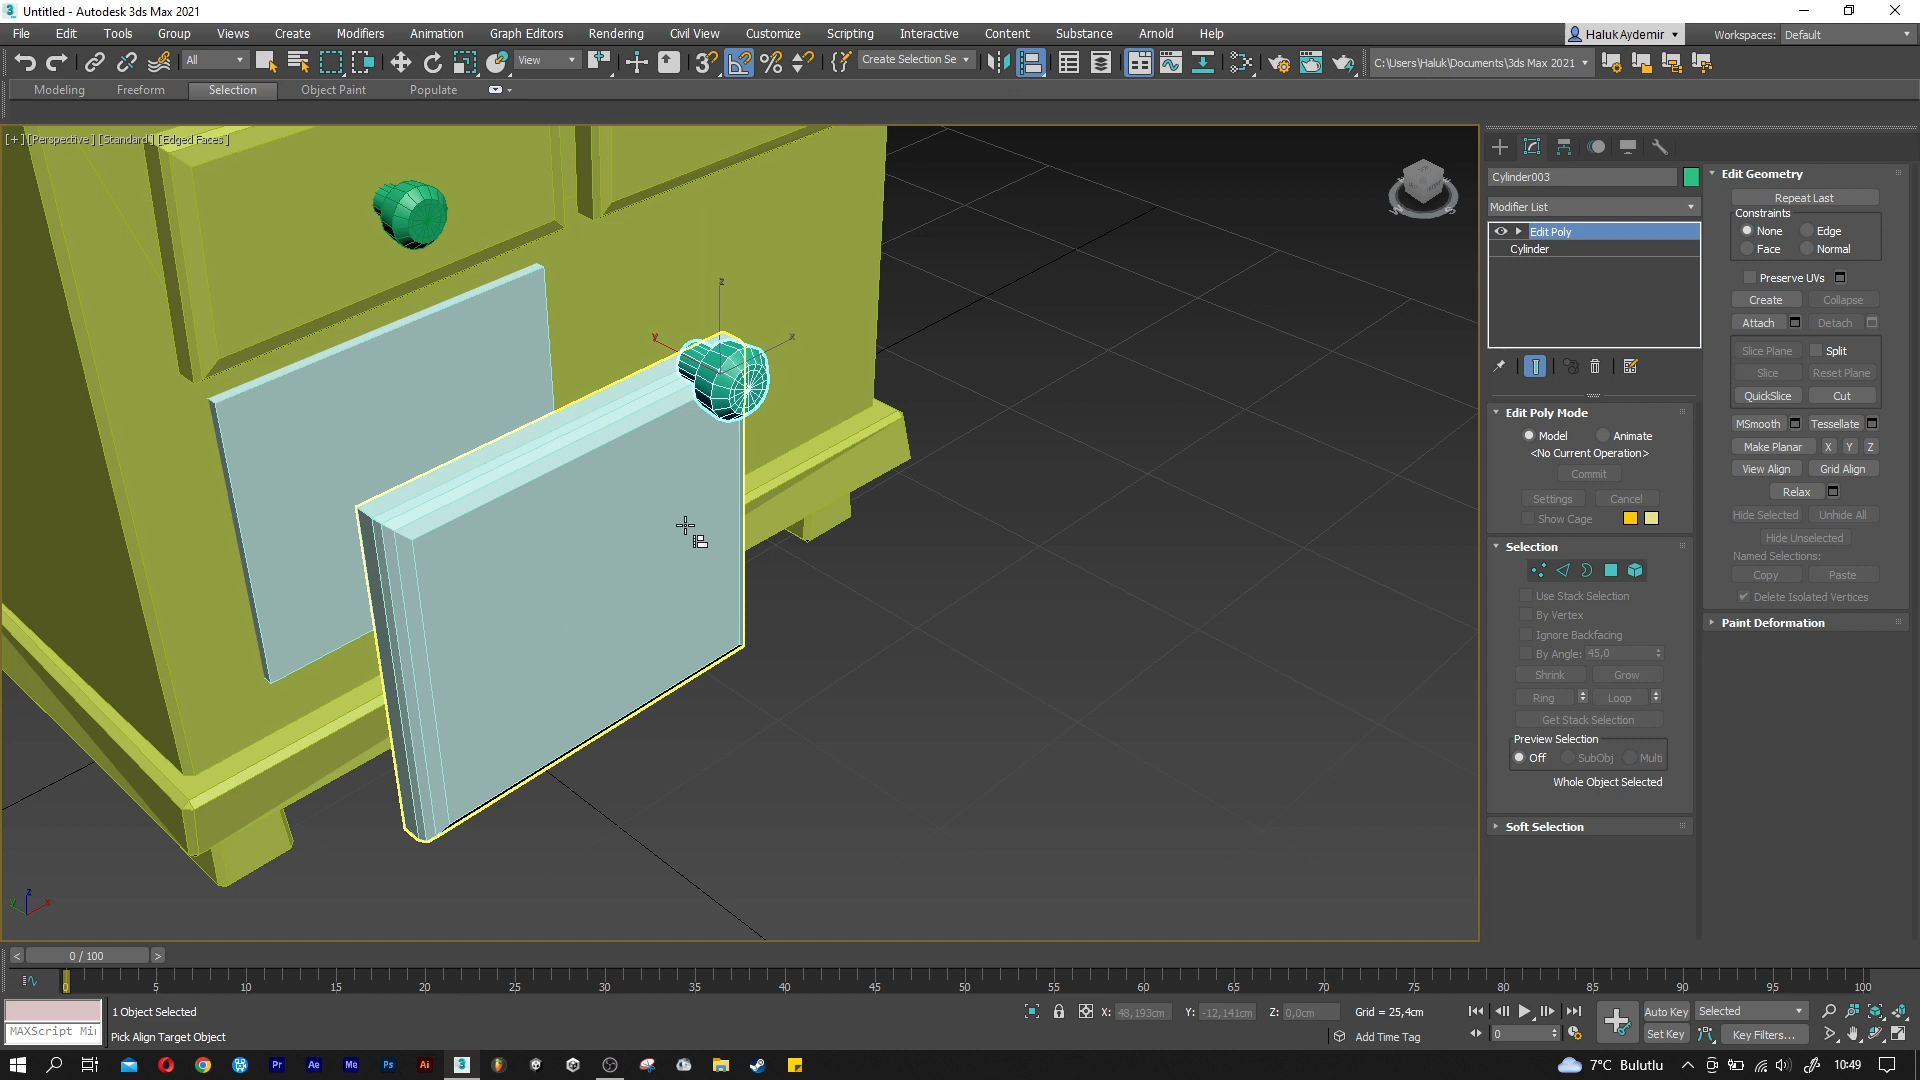 Untitled - Autodesk 3ds Max 2021
File Edit Tools Group Views Create Modifiers Animation Graph Editors Rendering Civil View Customize Scripting Interactive Content Substance Arnold Help
Haluk Aydemir
Workspaces: Default
All View Create Selection Se C:\Users\Haluk\Documents\3ds Max 2021
Modeling Freeform Selection Object Paint Populate
[+] [Perspective] [Standard] [Edged Faces]
Cylinder003
Modifier List
Edit Poly
Cylinder
Edit Poly Mode
Model Animate
<No Current Operation>
Commit
Settings Cancel
Show Cage
Selection
Use Stack Selection
By Vertex
Ignore Backfacing
By Angle: 45,0
Shrink Grow
Ring Loop
Get Stack Selection
Preview Selection
Off SubObj Multi
Whole Object Selected
Soft Selection
Edit Geometry
Repeat Last
Constraints
None Edge
Face Normal
Preserve UVs
Create Collapse
Attach Detach
Slice Plane Split
Slice Reset Plane
QuickSlice Cut
MSmooth Tessellate
Make Planar X Y Z
View Align Grid Align
Relax
Hide Selected Unhide All
Hide Unselected
Named Selections:
Copy Paste
Delete Isolated Vertices
Paint Deformation
z
y
x
z
y
x
< 0 / 100 >
0 5 10 15 20 25 30 35 40 45 50 55 60 65 70 75 80 85 90 95 100
1 Object Selected
X: 48,193cm Y: -12,141cm Z: 0,0cm Grid = 25,4cm
Auto Key Selected
MAXScript Mi
Pick Align Target Object
Add Time Tag
0
Set Key Key Filters...
Pr Ae Me Ps Ai 3
7°C Bulutlu
10:49